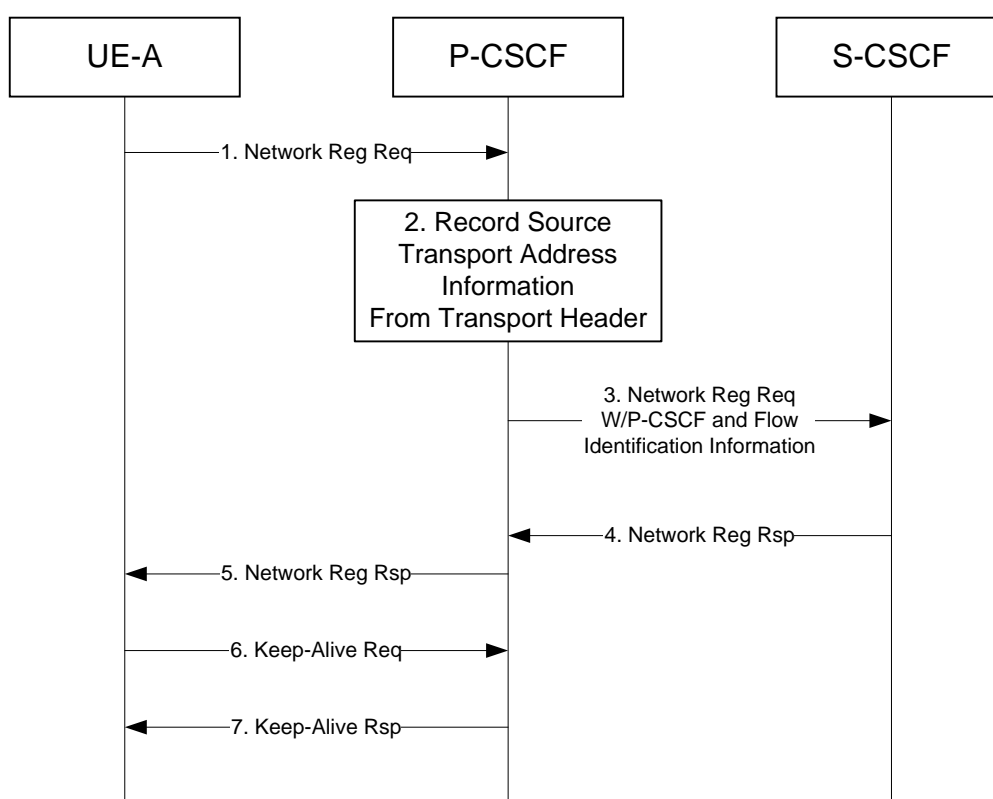 UE-A
P-CSCF
S-CSCF
1. Network Reg Req
2. Record Source
Transport Address
Information
From Transport Header
3. Network Reg Req
W/P-CSCF and Flow
Identification Information
4. Network Reg Rsp
5. Network Reg Rsp
6. Keep-Alive Req
7. Keep-Alive Rsp